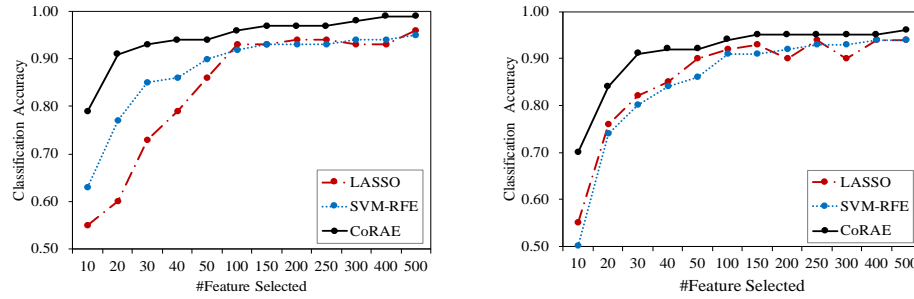 1.00
0.90
0.80
0.70
0.60
0.50
Classification Accuracy
LASSO
SVM-RFE
CoRAE
10 20 30 40 50 100 150 200 250 300 400 500
#Feature Selected
1.00
0.90
0.80
0.70
0.60
0.50
Classification Accuracy
LASSO
SVM-RFE
CoRAE
10 20 30 40 50 100 150 200 250 300 400 500
#Feature Selected